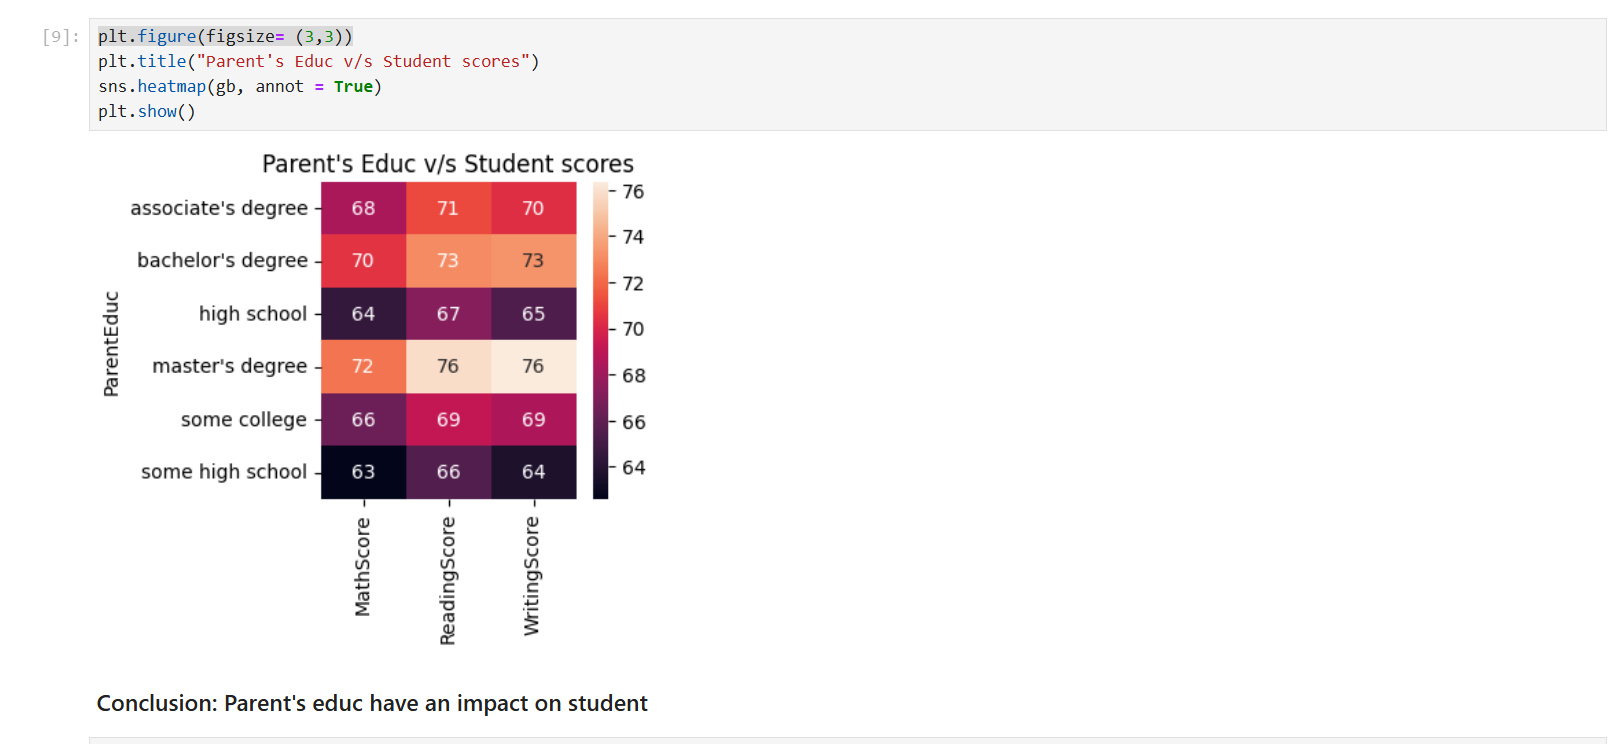 [9]:
plt.figure(figsize= (3,3))
plt.title("Parent's Educ v/s Student scores")
sns.heatmap(gb, annot = True)
plt.show()
Parent's Educ v/s Student scores
associate's degree 68 71 70
bachelor's degree 70 73 73
high school 64 67 65
master's degree 72 76 76
some college 66 69 69
some high school 63 66 64
ParentEduc
MathScore
ReadingScore
WritingScore
76
74
72
70
68
66
64
Conclusion: Parent's educ have an impact on student